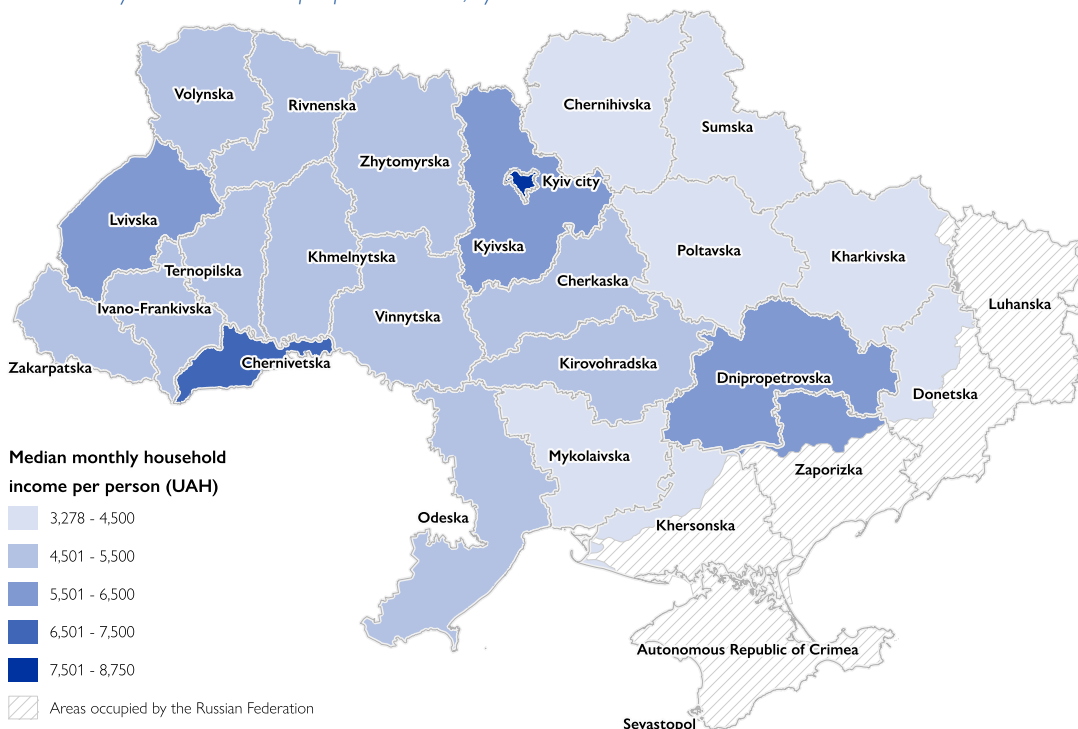 Volynska
Rivnenska
Chernihivska
Sumska
Zhytomyrska
Kyiv city
Lvivska
Kyivska
Poltavska
Kharkivska
Ternopilska
Khmelnytska
Cherkaska
Luhanska
Ivano-Frankivska
Vinnytska
Zakarpatska
Chernivetska
Kirovohradska
Dnipropetrovska
Donetska
Mykolaivska
Zaporizka
Odeska
Khersonska
Autonomous Republic of Crimea
Sevastopol
Median monthly household
income per person (UAH)
3,278 - 4,500
4,501 - 5,500
5,501 - 6,500
6,501 - 7,500
7,501 - 8,750
Areas occupied by the Russian Federation